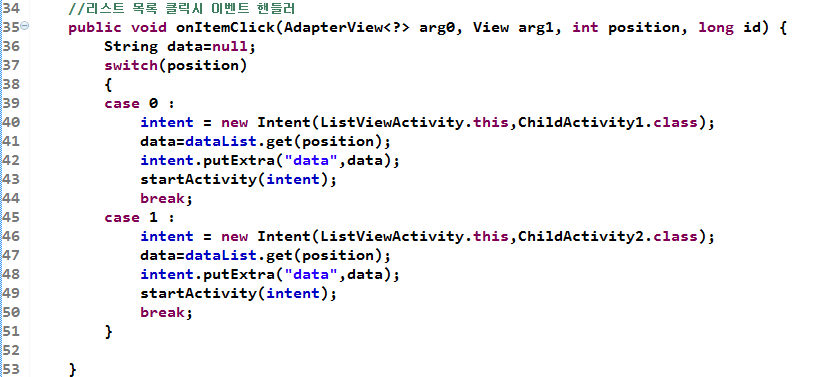 34 //리스트 목록 클릭시 이벤트 핸들러
35 public void onItemClick(AdapterView<?> arg0, View arg1, int position, long id) {
36 String data=null;
37 switch(position)
38 {
39 case 0 :
40 intent = new Intent(ListViewActivity.this,ChildActivity1.class);
41 data=dataList.get(position);
42 intent.putExtra("data",data);
43 startActivity(intent);
44 break;
45 case 1 :
46 intent = new Intent(ListViewActivity.this,ChildActivity2.class);
47 data=dataList.get(position);
48 intent.putExtra("data",data);
49 startActivity(intent);
50 break;
51 }
52
53 }